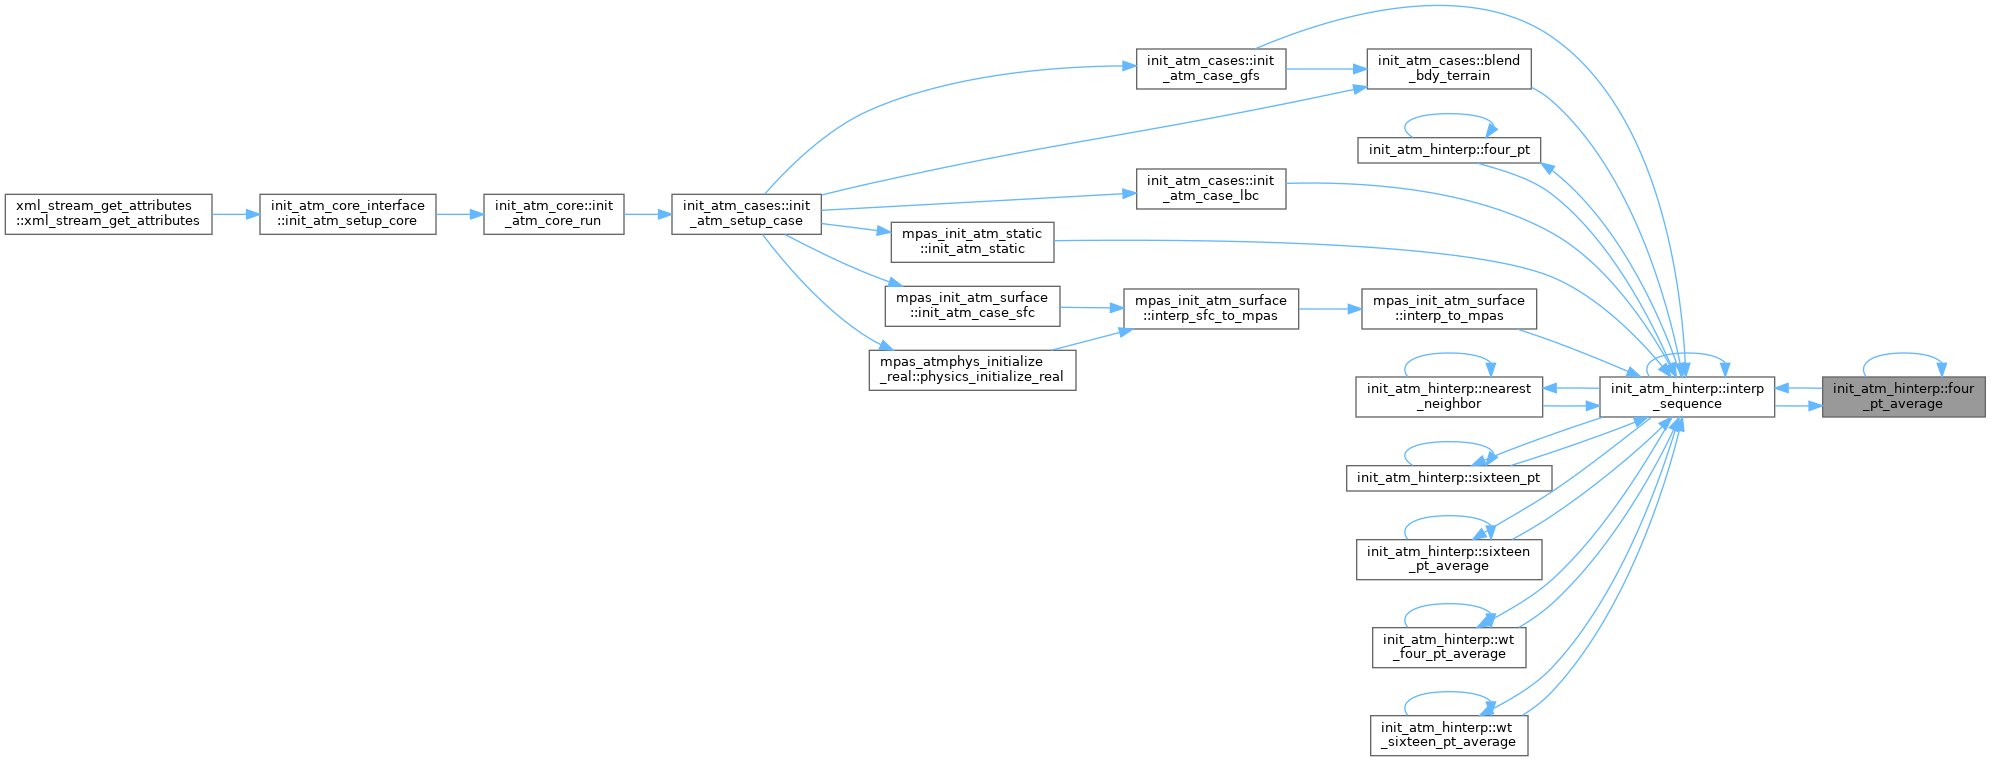 xml_stream_get_attributes
::xml_stream_get_attributes
init_atm_core_interface
::init_atm_setup_core
init_atm_core::init
_atm_core_run
init_atm_cases::init
_atm_setup_case
init_atm_cases::init
_atm_case_gfs
init_atm_cases::blend
_bdy_terrain
init_atm_hinterp::four_pt
init_atm_cases::init
_atm_case_lbc
mpas_init_atm_static
::init_atm_static
mpas_init_atm_surface
::init_atm_case_sfc
mpas_init_atm_surface
::interp_sfc_to_mpas
mpas_init_atm_surface
::interp_to_mpas
mpas_atmphys_initialize
_real::physics_initialize_real
init_atm_hinterp::nearest
_neighbor
init_atm_hinterp::interp
_sequence
init_atm_hinterp::four
_pt_average
init_atm_hinterp::sixteen_pt
init_atm_hinterp::sixteen
_pt_average
init_atm_hinterp::wt
_four_pt_average
init_atm_hinterp::wt
_sixteen_pt_average